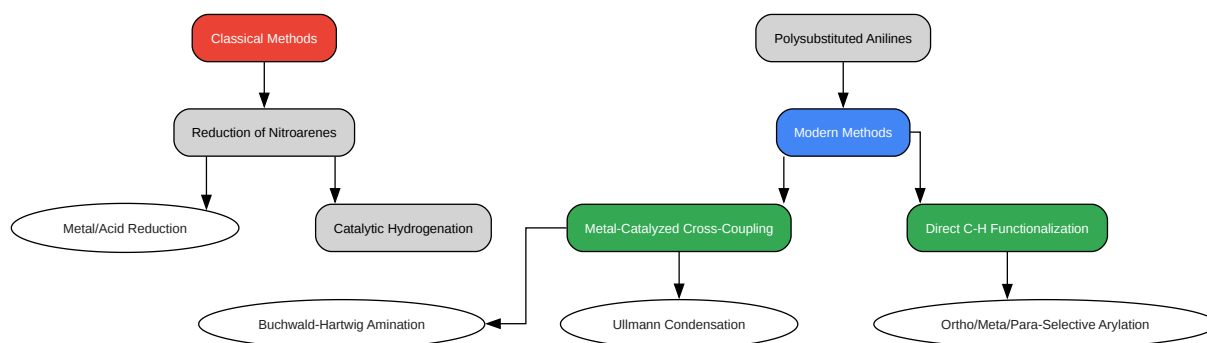 Classical Methods
Polysubstituted Anilines
Reduction of Nitroarenes
Modern Methods
Metal/Acid Reduction
Catalytic Hydrogenation
Metal-Catalyzed Cross-Coupling
Direct C-H Functionalization
Buchwald-Hartwig Amination
Ullmann Condensation
Ortho/Meta/Para-Selective Arylation